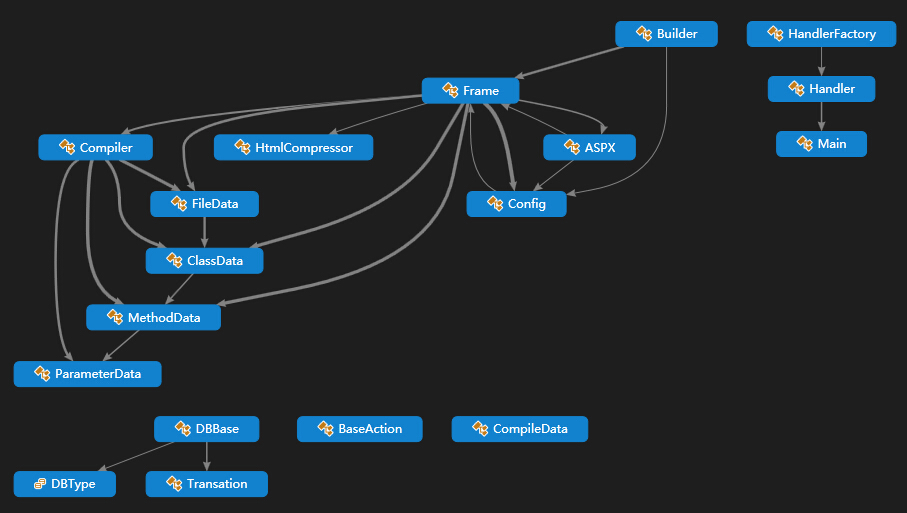 Builder
HandlerFactory
Frame
Handler
Compiler
HtmlCompressor
ASPX
Main
FileData
Config
ClassData
MethodData
ParameterData
DBBase
BaseAction
CompileData
DBType
Transation